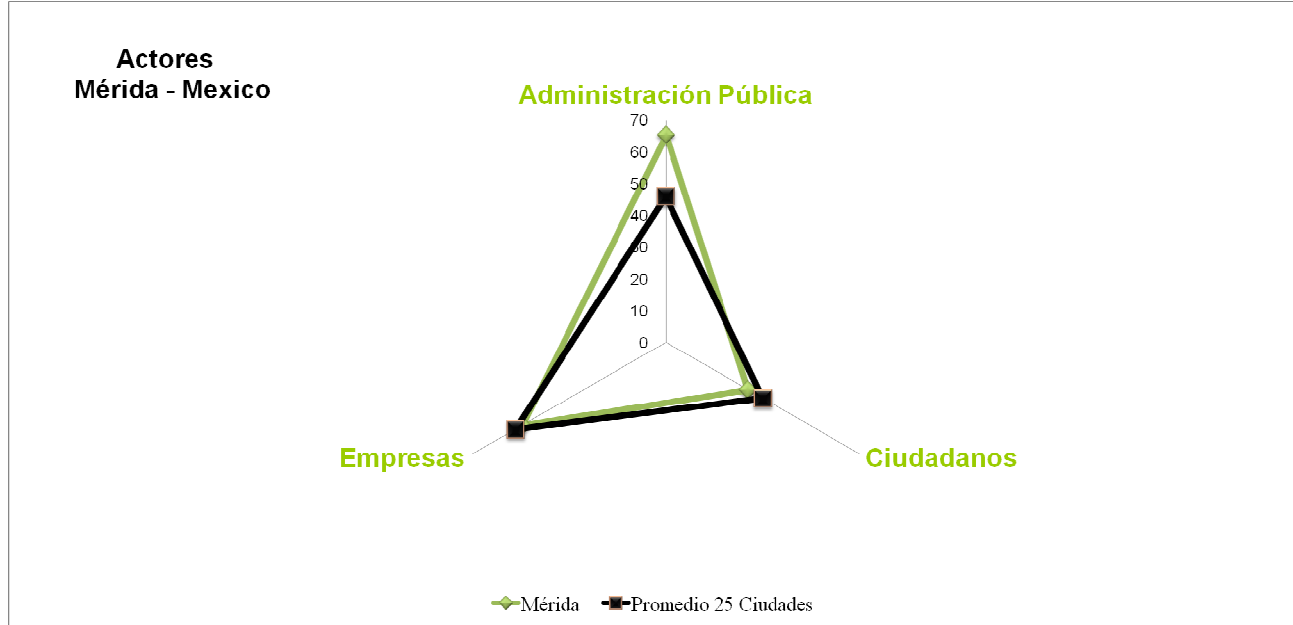 Actores
Mérida - Mexico
Administración Pública
70
60
50
40
30
20
10
0
Empresas
Ciudadanos
Mérida
Promedio 25 Ciudades